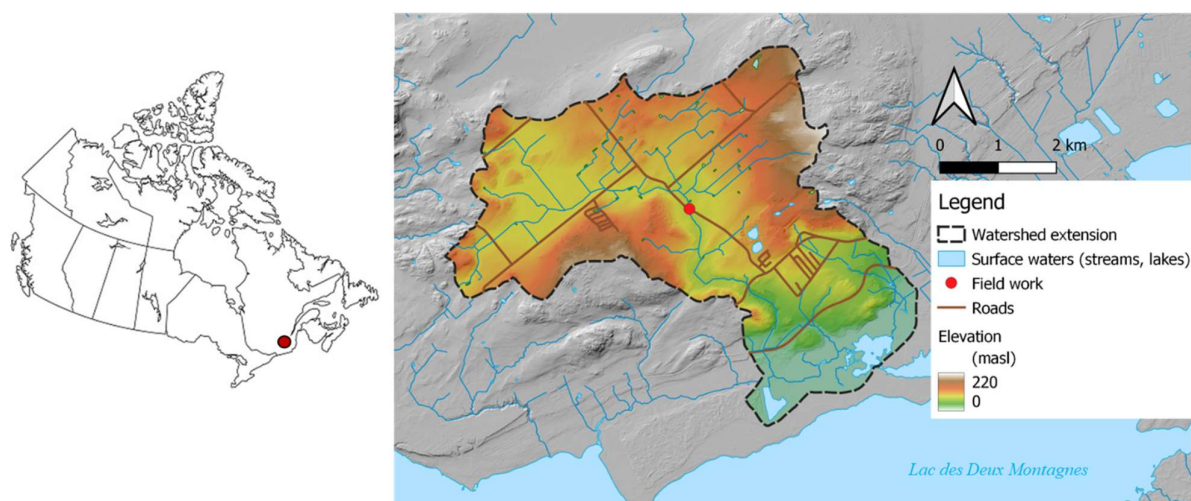 0 1 2 km
Legend
Watershed extension
Surface waters (streams, lakes)
Field work
Roads
Elevation
(masl)
220
0
Lac des Deux Montagnes